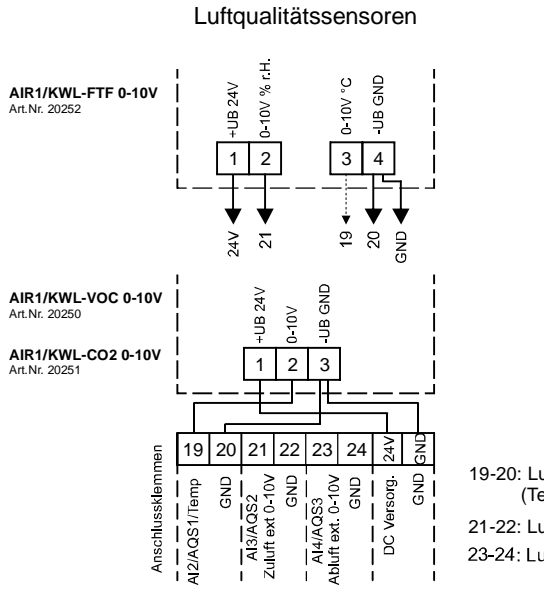 Luftqualitätssensoren
AIR1/KWL-FTF 0-10V
Art.Nr. 20252
+UB 24V
0-10V % r.H.
0-10V °C
-UB GND
1 2 3 4
24V
21
19
20
GND
AIR1/KWL-VOC 0-10V
Art.Nr. 20250
AIR1/KWL-CO2 0-10V
Art.Nr. 20251
+UB 24V
0-10V
-UB GND
1 2 3
Anschlussklemmen
19 20 21 22 23 24 24V GND
AI2/AQS1/Temp
GND
AI3/AQS2
Zuluft ext 0-10V
GND
AI4/AQS3
Abluft ext. 0-10V
GND
DC Versorg.
GND
19-20: Lu
(Te
21-22: Lu
23-24: Lu